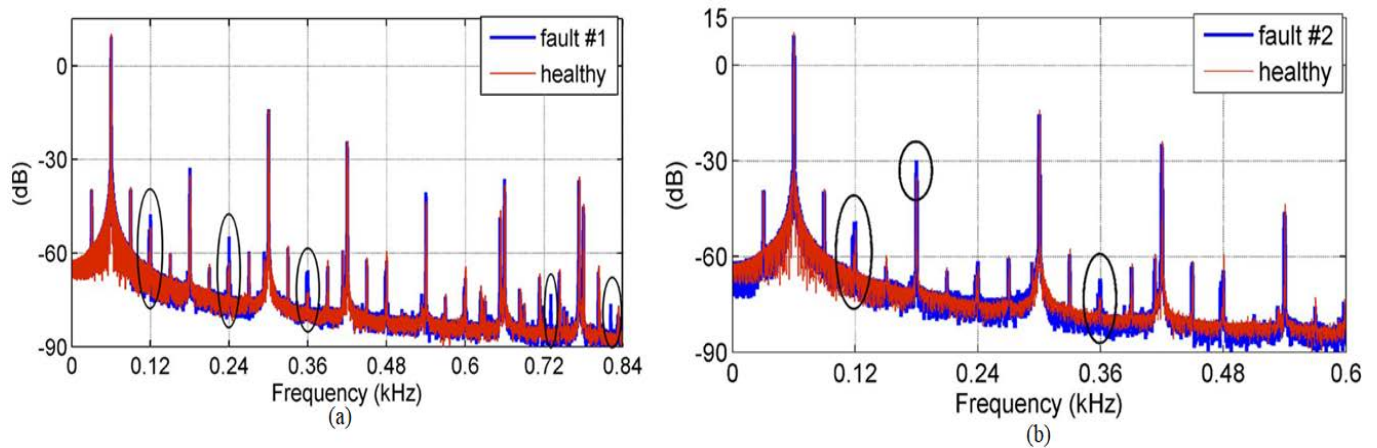 fault #1
healthy
0
-30
-60
-90
(dB)
0 0.12 0.24 0.36 0.48 0.6 0.72 0.84
Frequency (kHz)
(a)
fault #2
healthy
15
0
-30
-60
-90
(dB)
0 0.12 0.24 0.36 0.48 0.6
Frequency (kHz)
(b)